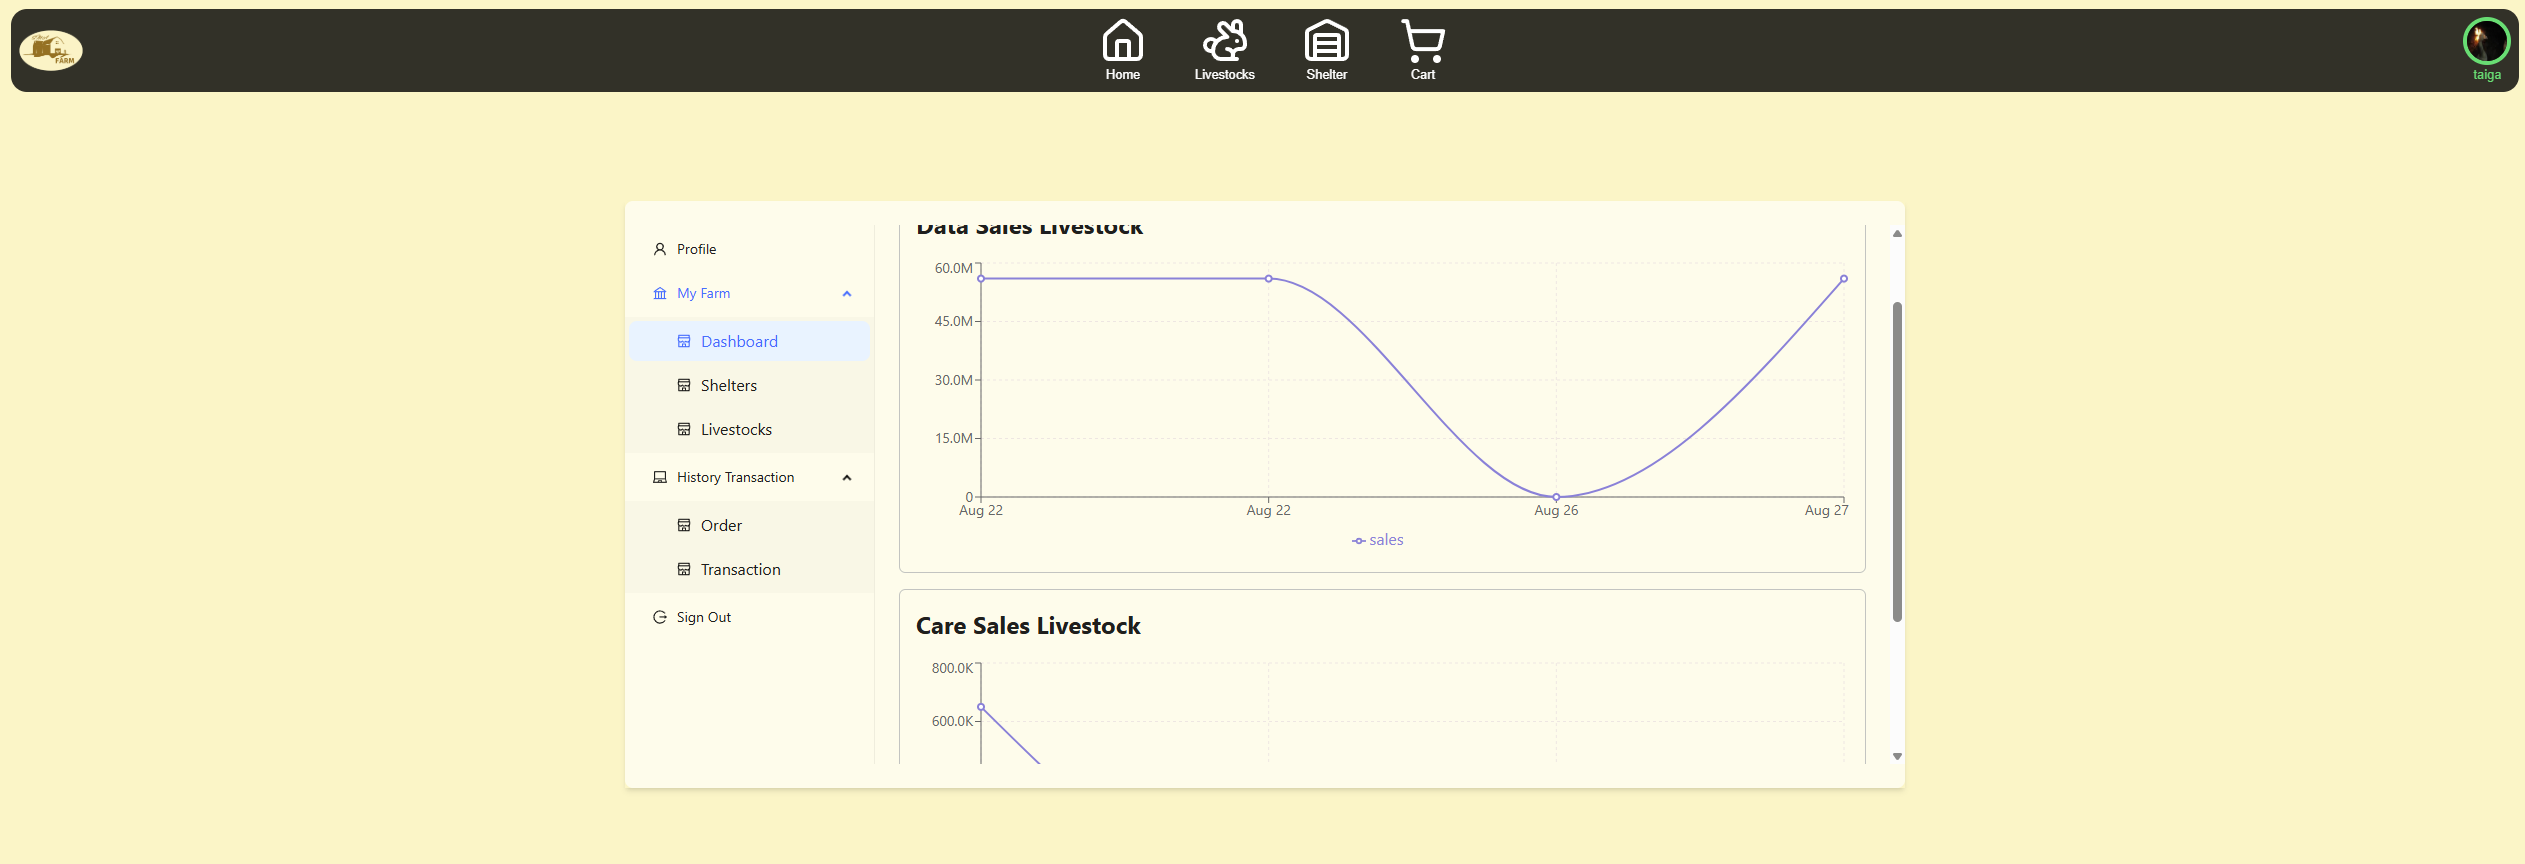 FARM
Home
Livestocks
Shelter
Cart
taiga
Profile
My Farm
Dashboard
Shelters
Livestocks
History Transaction
Order
Transaction
Sign Out
Data Sales Livestock
60.0M
45.0M
30.0M
15.0M
0
Aug 22 Aug 22 Aug 26 Aug 27
sales
Care Sales Livestock
800.0K
600.0K